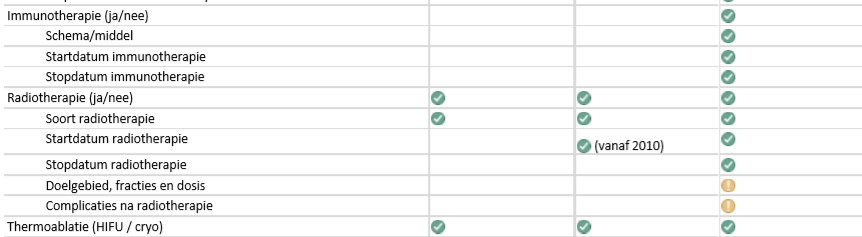 Immunotherapie (ja/nee)
Schema/middel
Startdatum immunotherapie
Stopdatum immunotherapie
Radiotherapie (ja/nee)
Soort radiotherapie
Startdatum radiotherapie
(vanaf 2010)
Stopdatum radiotherapie
Doelgebied, fracties en dosis
Complicaties na radiotherapie
Thermoablatie (HIFU / cryo)